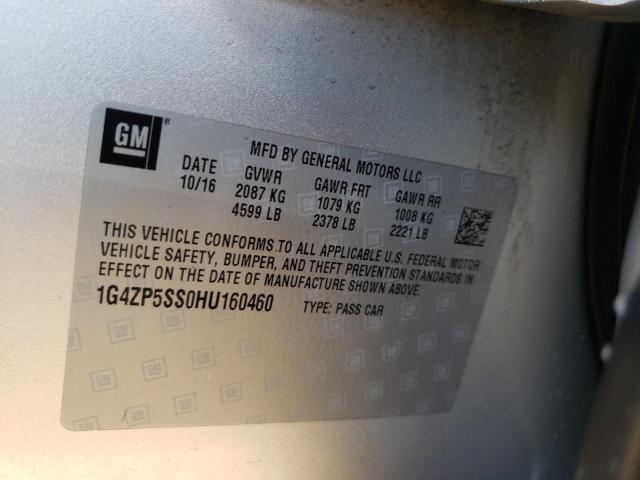 GM
MFD BY GENERAL MOTORS LLC
DATE GVWR GAWR FRT GAWR RR
10/16 2087 KG 1079 KG 1008 KG
4599 LB 2378 LB 2221 LB
THIS VEHICLE CONFORMS TO ALL APPLICABLE U.S. FEDERAL MOTOR
VEHICLE SAFETY, BUMPER, AND THEFT PREVENTION STANDARDS IN
EFFECT ON THE DATE OF MANUFACTURE SHOWN ABOVE.
1G4ZP5SS0HU160460 TYPE: PASS CAR